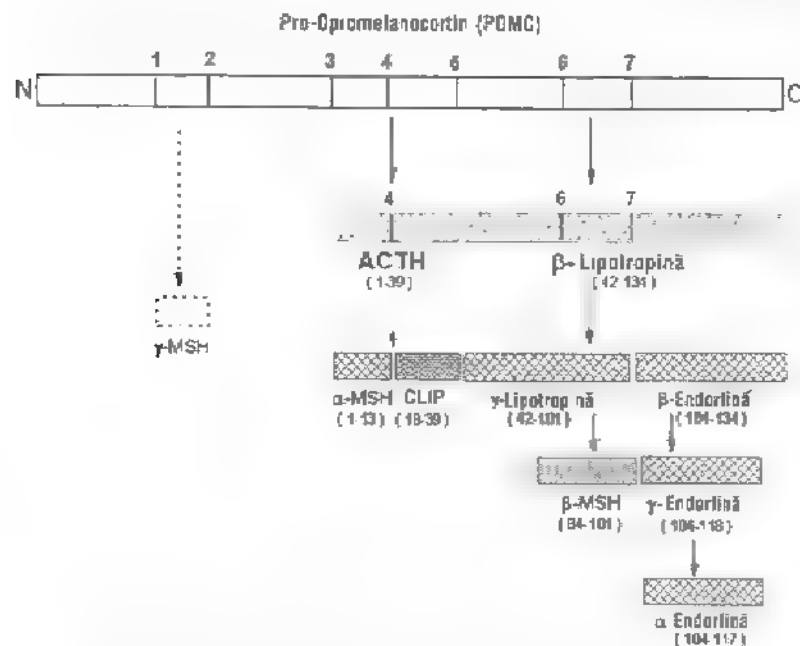 Pro-Opromelanocortin (POMC)
1 2 3 4 5 6 7
N C
4 6 7
ACTH β-Lipotropină
(1-39) (42-134)
γ-MSH
α-MSH CLIP γ-Lipotropină β-Endorfină
(1-13) (18-39) (42-101) (104-134)
β-MSH γ-Endorfină
(84-101) (104-118)
α Endorfină
(104-117)